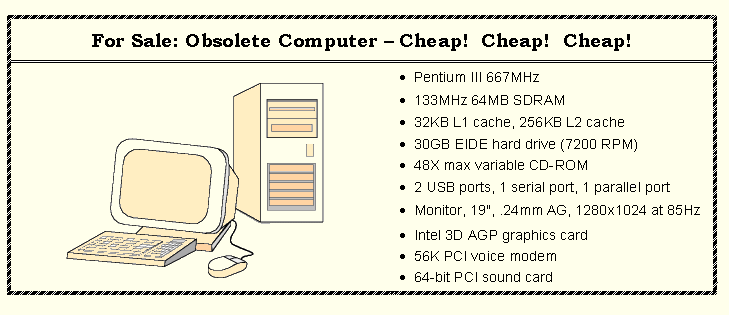 For Sale: Obsolete Computer – Cheap!  Cheap!  Cheap!
• Pentium III 667MHz
• 133MHz 64MB SDRAM
• 32KB L1 cache, 256KB L2 cache
• 30GB EIDE hard drive (7200 RPM)
• 48X max variable CD-ROM
• 2 USB ports, 1 serial port, 1 parallel port
• Monitor, 19", .24mm AG, 1280x1024 at 85Hz
• Intel 3D AGP graphics card
• 56K PCI voice modem
• 64-bit PCI sound card